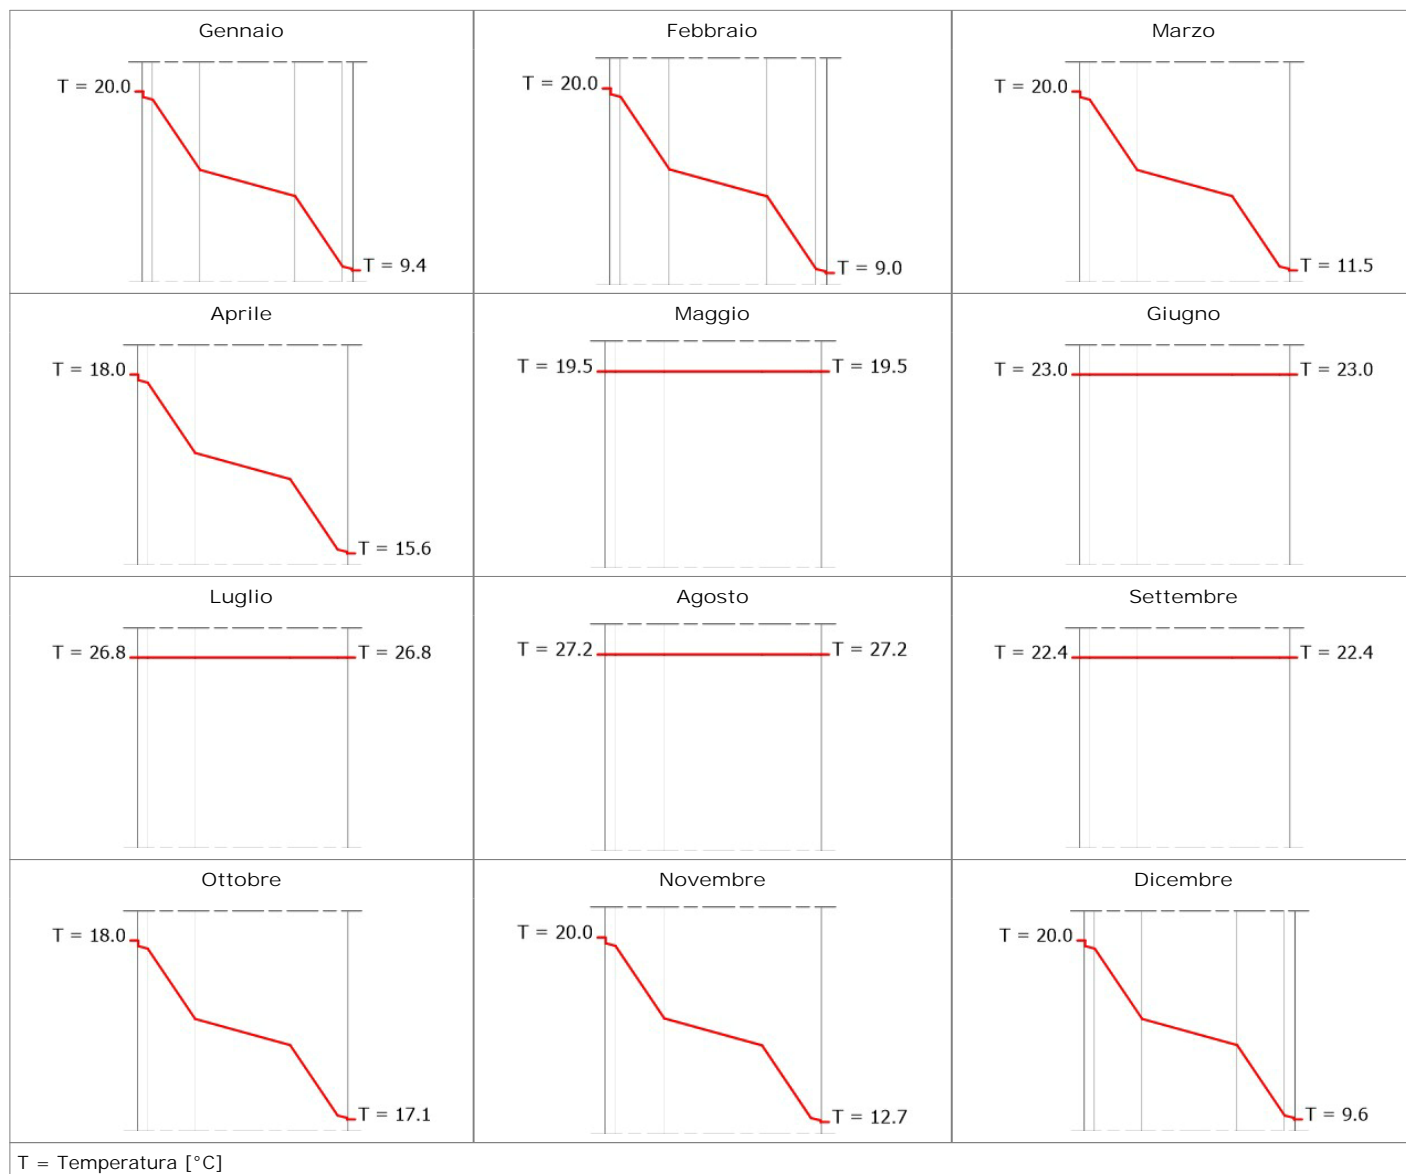 Gennaio
T = 20.0
T = 9.4
Febbraio
T = 20.0
T = 9.0
Marzo
T = 20.0
T = 11.5
Aprile
T = 18.0
T = 15.6
Maggio
T = 19.5
T = 19.5
Giugno
T = 23.0
T = 23.0
Luglio
T = 26.8
T = 26.8
Agosto
T = 27.2
T = 27.2
Settembre
T = 22.4
T = 22.4
Ottobre
T = 18.0
T = 17.1
Novembre
T = 20.0
T = 12.7
Dicembre
T = 20.0
T = 9.6
T = Temperatura [°C]